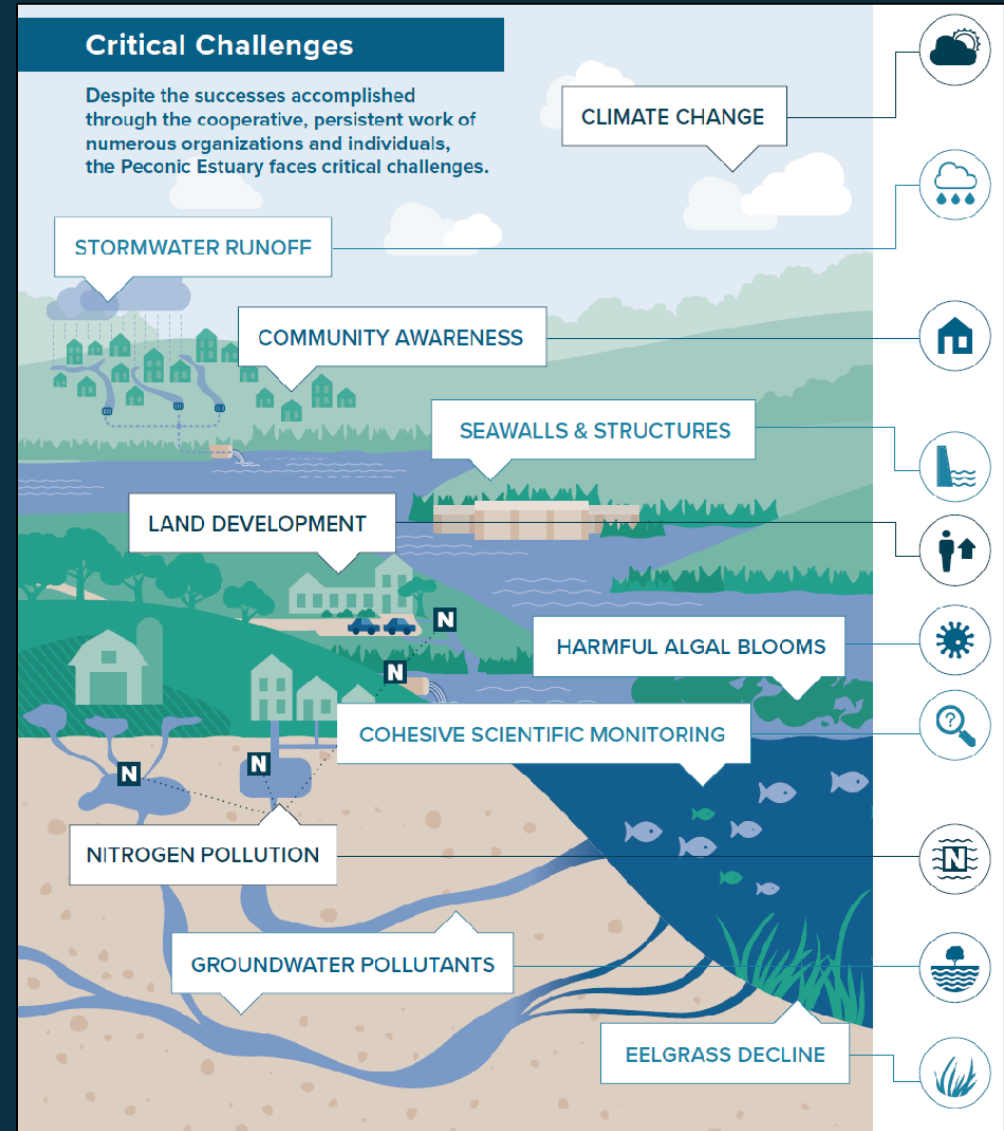 Critical Challenges
Despite the successes accomplished
through the cooperative, persistent work of
numerous organizations and individuals,
the Peconic Estuary faces critical challenges.
CLIMATE CHANGE
STORMWATER RUNOFF
COMMUNITY AWARENESS
SEAWALLS & STRUCTURES
LAND DEVELOPMENT
N
HARMFUL ALGAL BLOOMS
N
COHESIVE SCIENTIFIC MONITORING
?
N
N
NITROGEN POLLUTION
N
GROUNDWATER POLLUTANTS
EELGRASS DECLINE